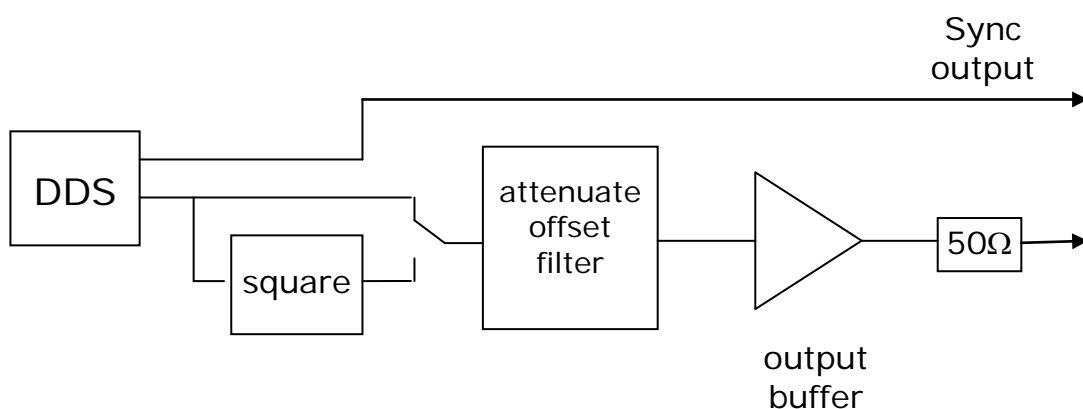 Sync
output
DDS
square
attenuate
offset
filter
50Ω
output
buffer